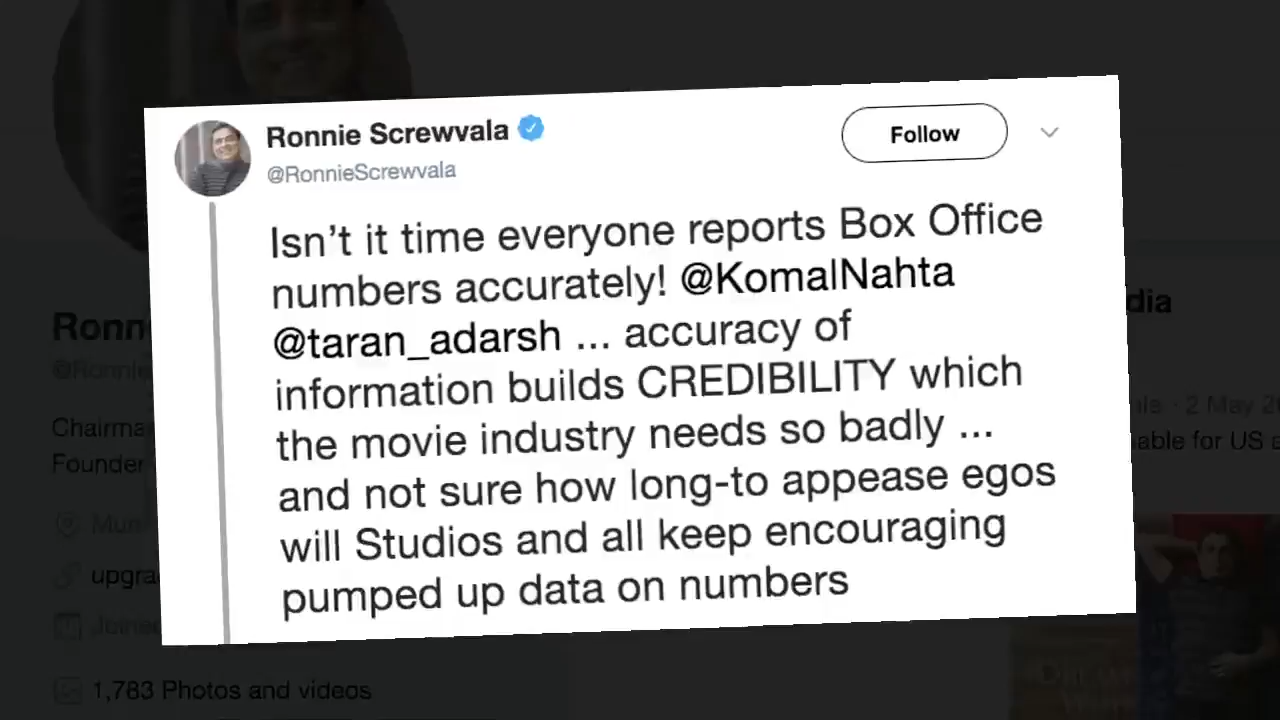 Ronnie Screwvala
@RonnieScrewvala
Follow
Isn't it time everyone reports Box Office
numbers accurately! @KomalNahta
@taran_adarsh ... accuracy of
information builds CREDIBILITY which
the movie industry needs so badly ...
and not sure how long-to appease egos
will Studios and all keep encouraging
pumped up data on numbers
Ronn
@Ronnie
Chairma
Founder
Mum
upgra
Joined
1,783 Photos and videos
dia
2 May
able for US